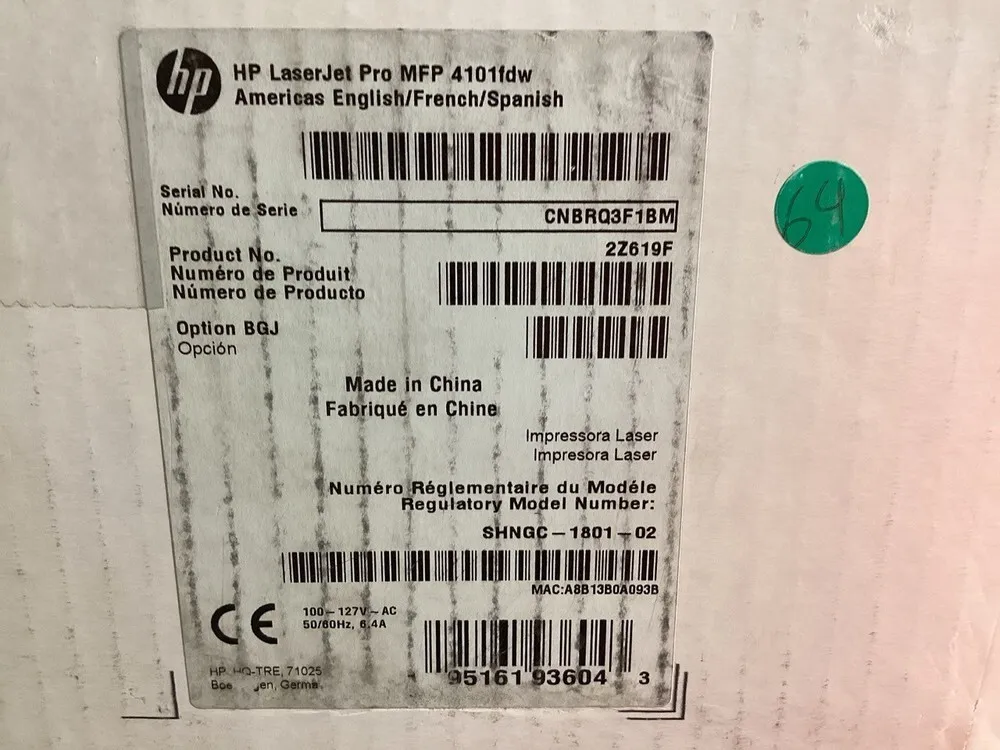 hp
HP LaserJet Pro MFP 4101fdw
Americas English/French/Spanish
Serial No.
Número de Serie
CNBRQ3F1BM
Product No.
2Z619F
Numéro de Produit
Número de Producto
Option BGJ
Opción
Made in China
Fabriqué en Chine
Impressora Laser
Impresora Laser
Numéro Réglementaire du Modéle
Regulatory Model Number:
SHNGC-1801-02
MAC:A8B13B0A093B
CE
100-127V~AC
50/60Hz, 6.4A
HP HQ-TRE, 71025
95161 93604 3
64